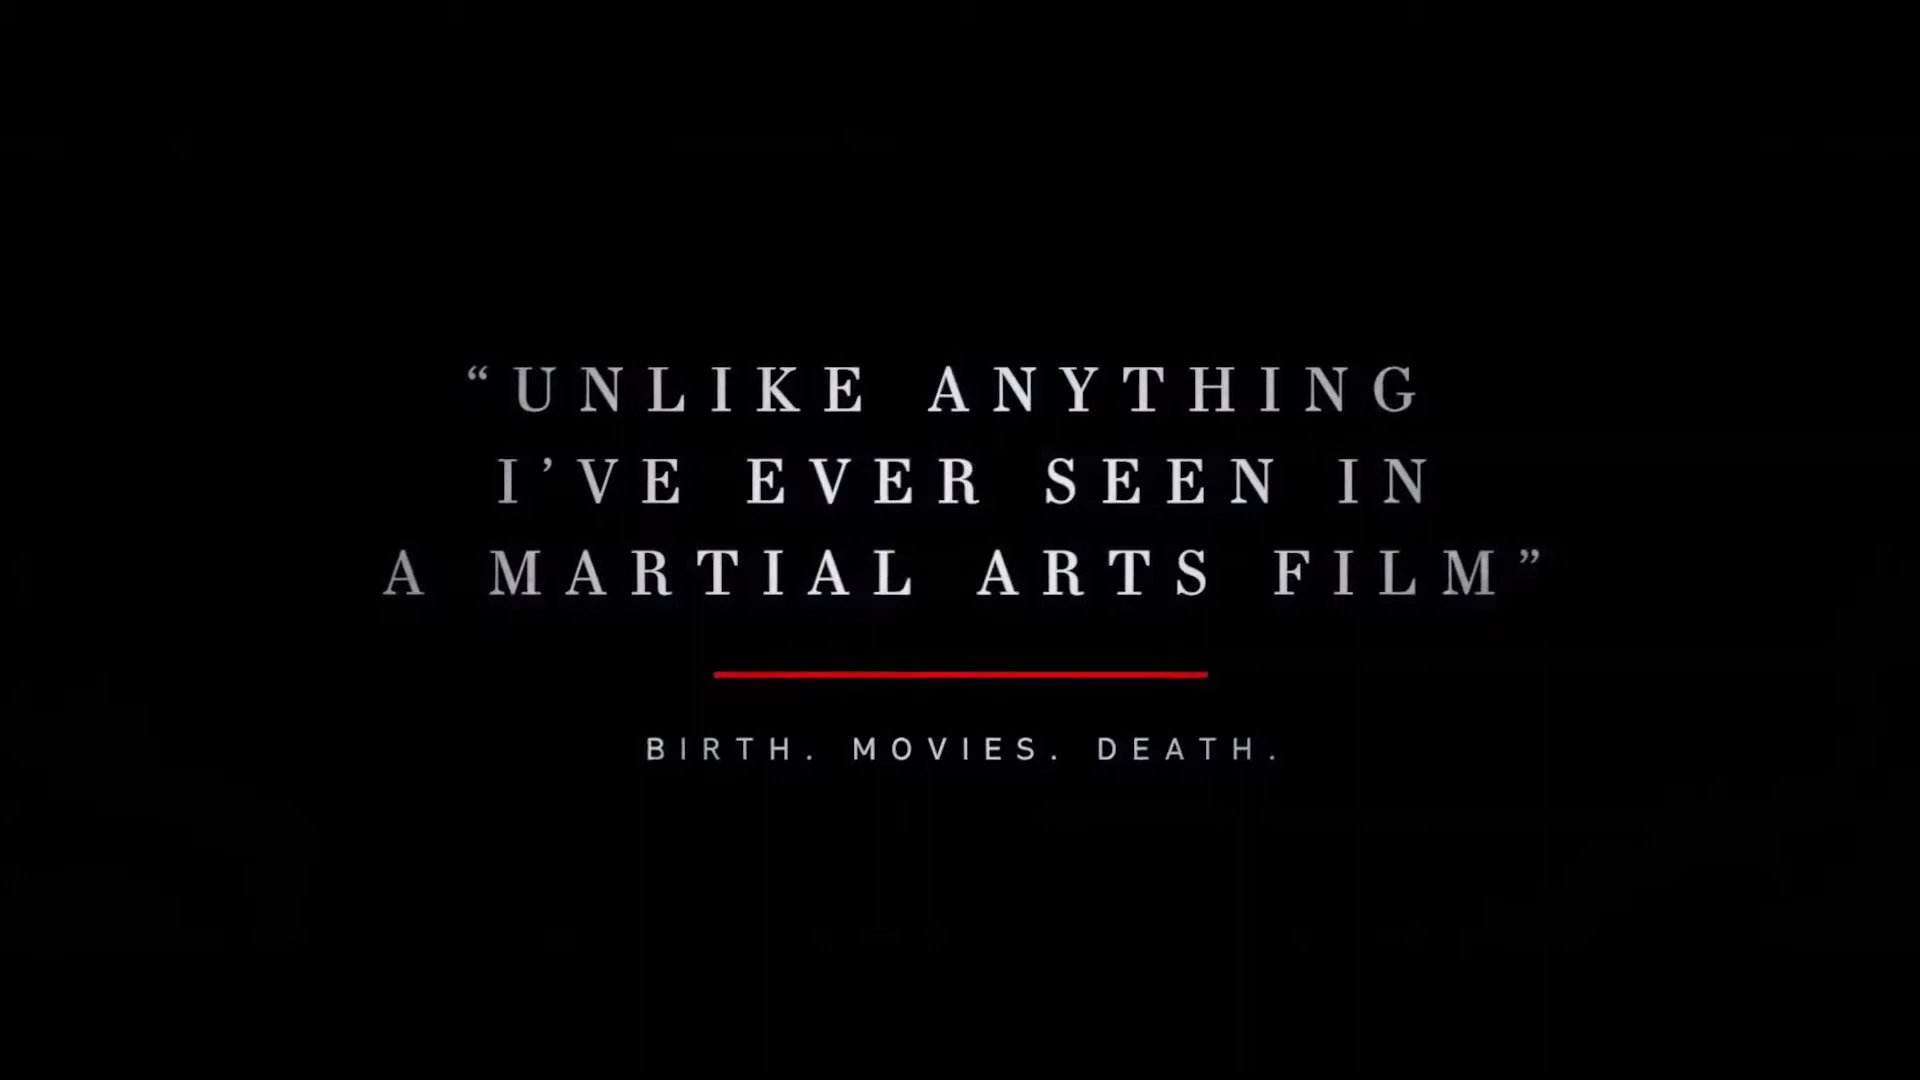 “UNLIKE ANYTHING
I’VE EVER SEEN IN
A MARTIAL ARTS FILM”
BIRTH. MOVIES. DEATH.